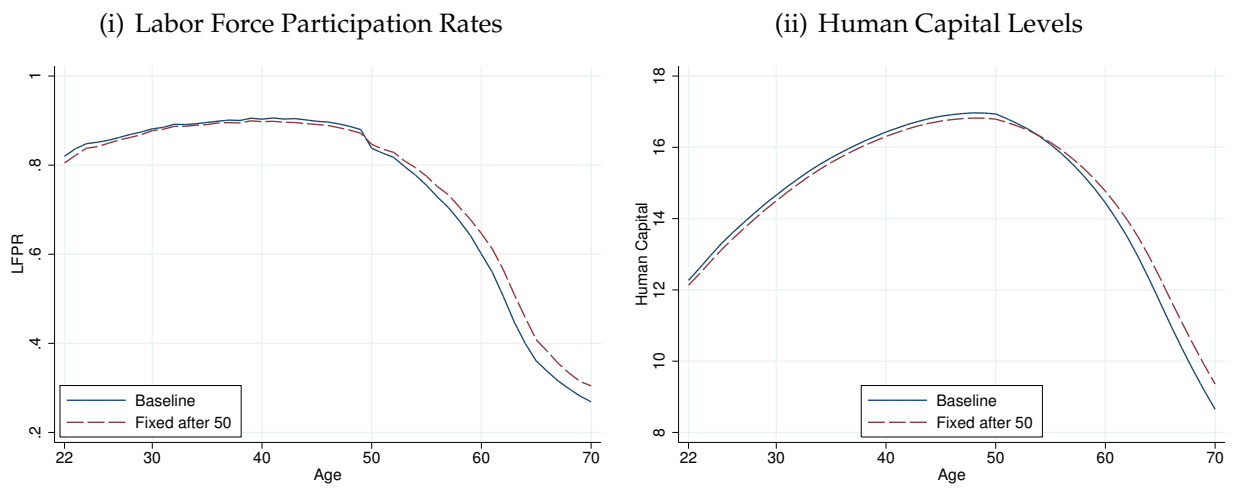 (i) Labor Force Participation Rates
LFPR
1
.8
.6
.4
.2
Baseline
Fixed after 50
22 30 40 50 60 70
Age
(ii) Human Capital Levels
Human Capital
18
16
14
12
10
8
Baseline
Fixed after 50
22 30 40 50 60 70
Age